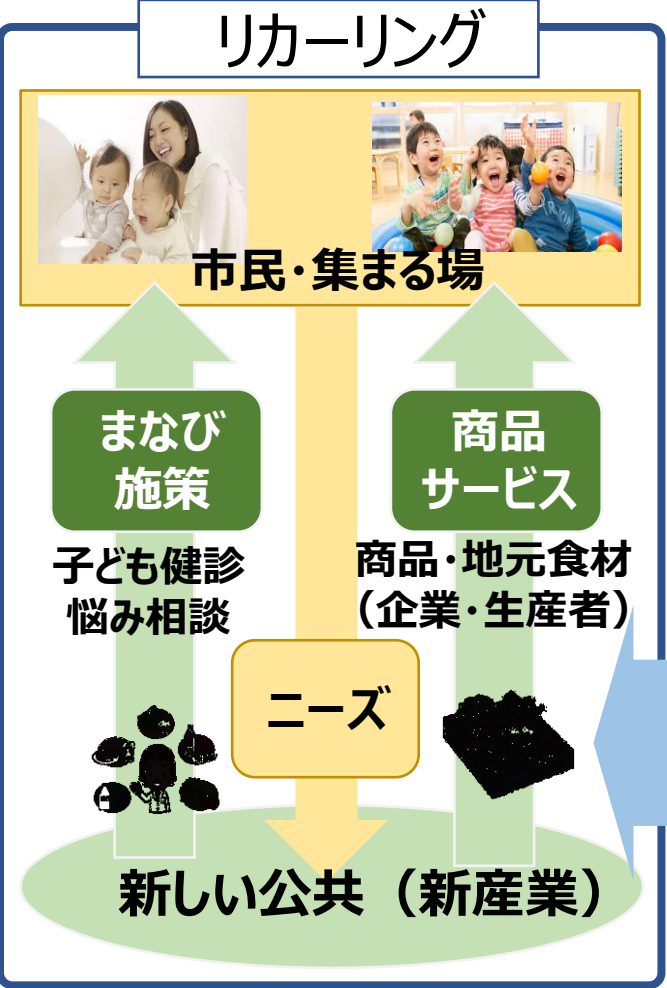 リカーリング
市民・集まる場
まなび
施策
商品
サービス
子ども健診
悩み相談
商品・地元食材
（企業・生産者）
ニーズ
新しい公共（新産業）